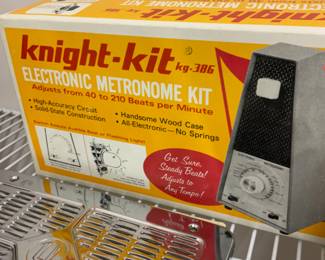 knight-kit kg-386
ELECTRONIC METRONOME KIT
Adjusts from 40 to 210 Beats per Minute
• High-Accuracy Circuit
• Solid-State Construction
• Handsome Wood Case
• All-Electronic—No Springs
Get Sure,
Steady Beats!
Adjusts to
Any Tempo!